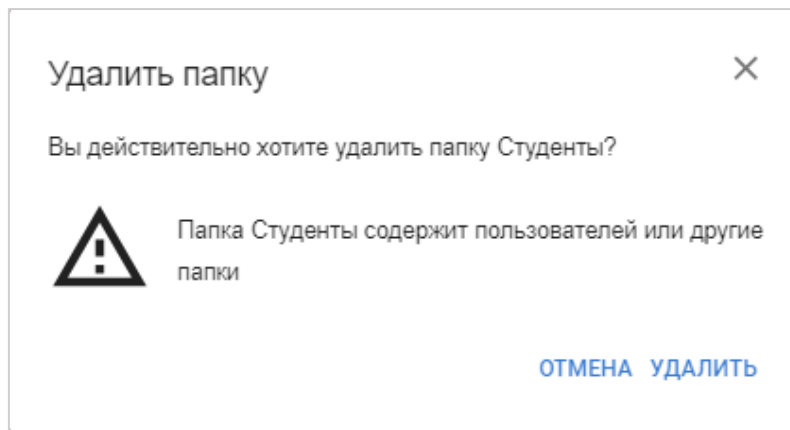 Удалить папку
Вы действительно хотите удалить папку Студенты?
Папка Студенты содержит пользователей или другие
папки
ОТМЕНА УДАЛИТЬ